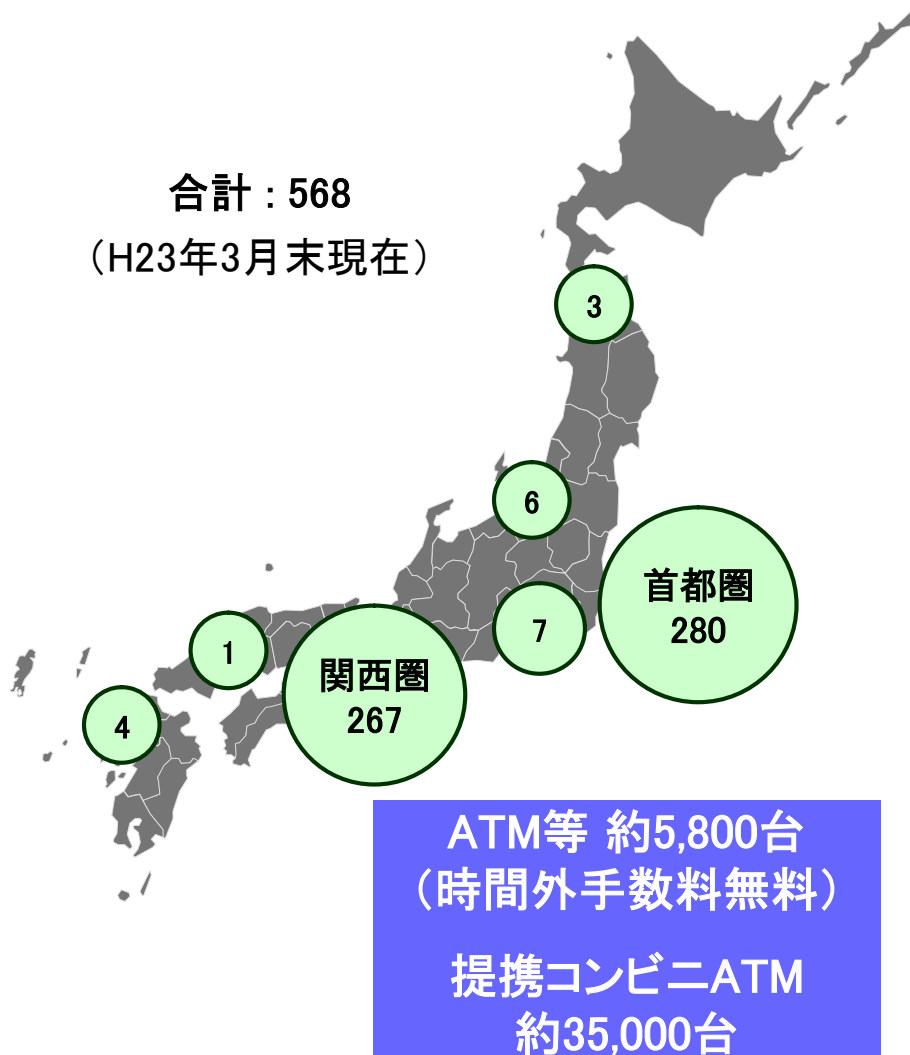 合計：568
（H23年3月末現在）
3
6
首都圏
280
7
1
関西圏
267
4
ATM等 約5,800台
（時間外手数料無料）
提携コンビニATM
約35,000台